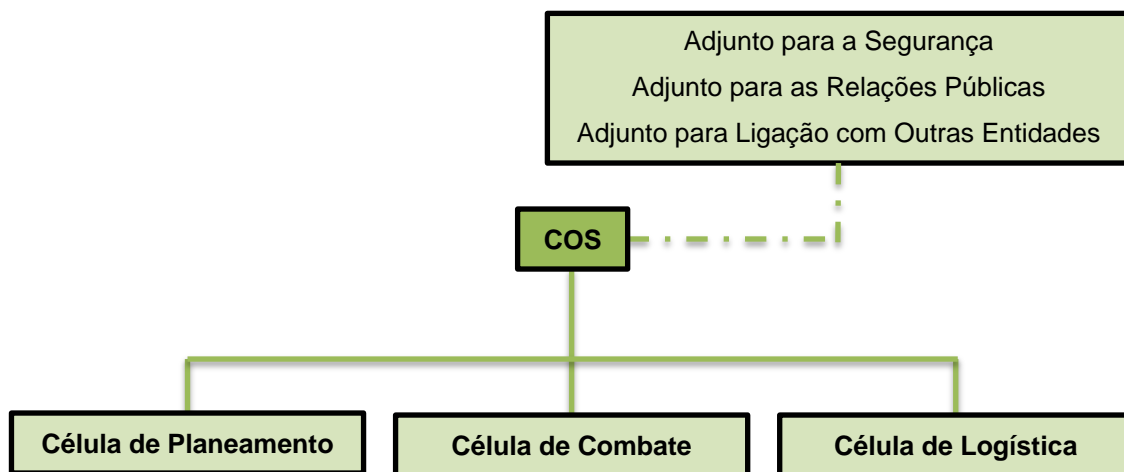 Adjunto para a Segurança
Adjunto para as Relações Públicas
Adjunto para Ligação com Outras Entidades
COS
Célula de Planeamento
Célula de Combate
Célula de Logística